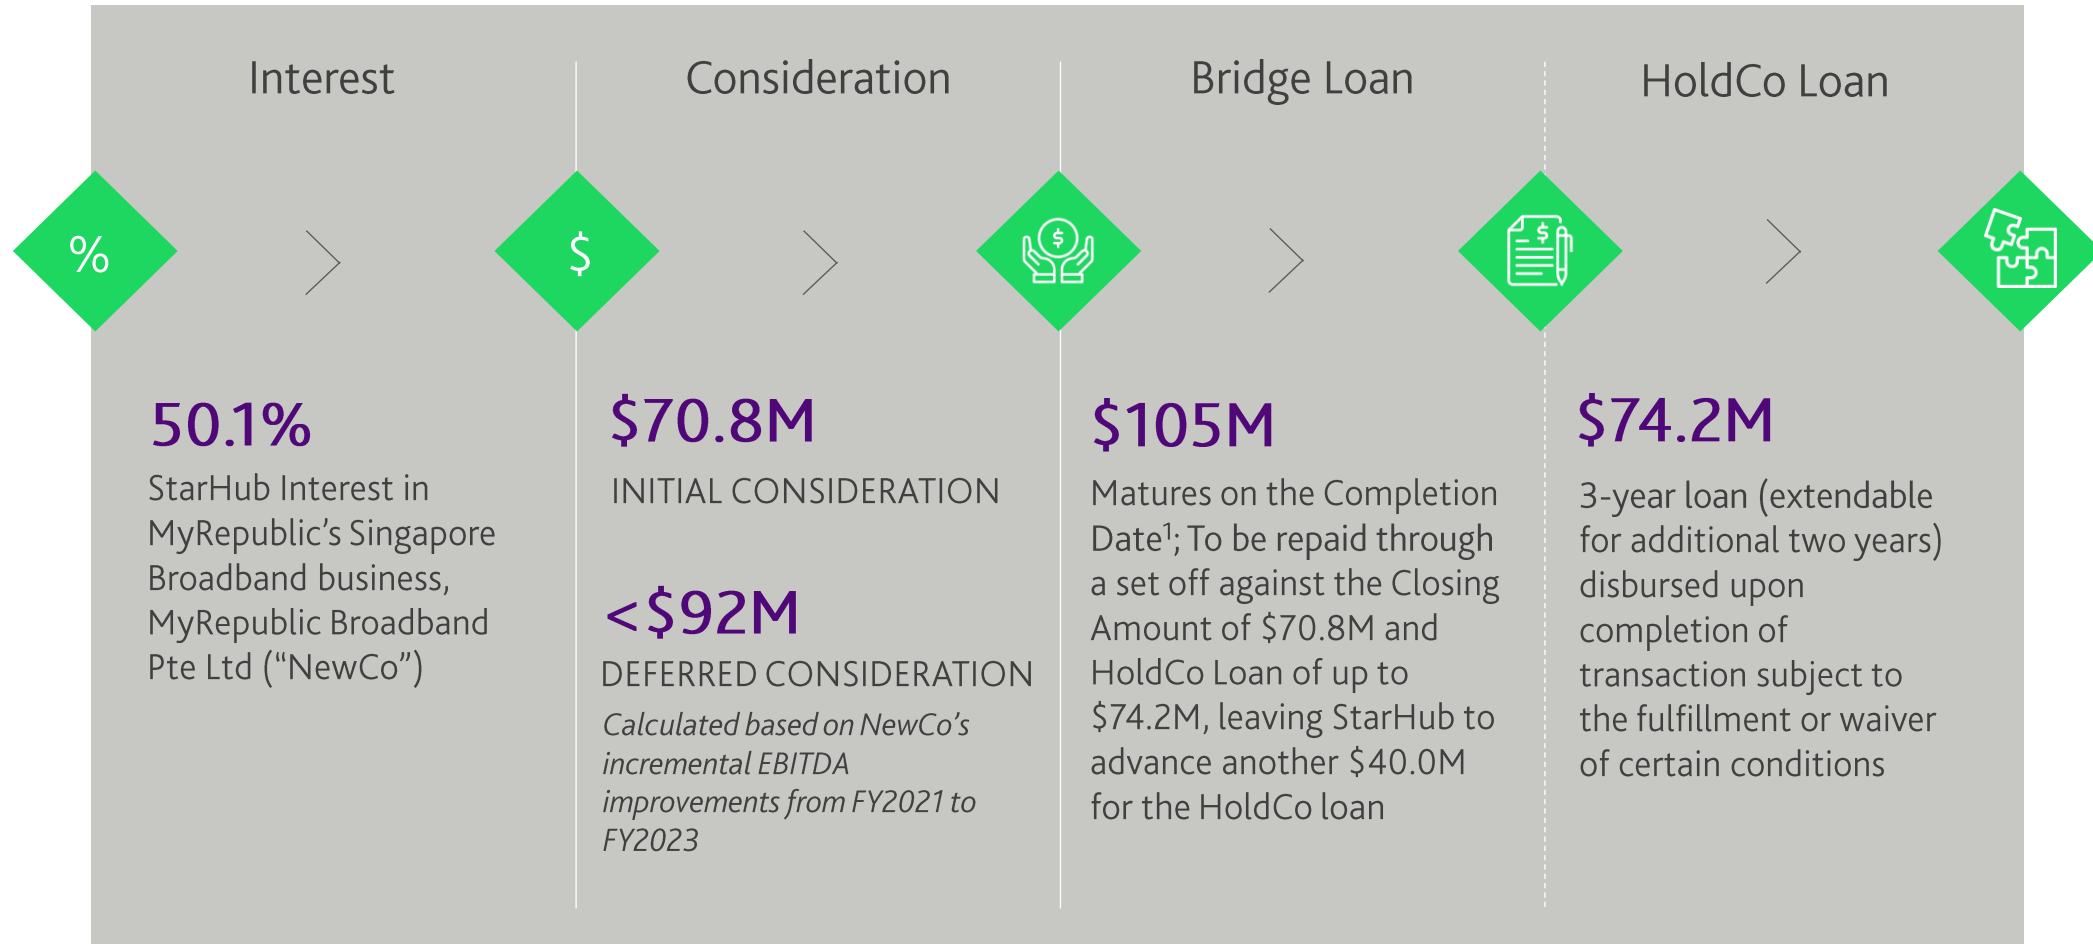 Interest
%
50.1%
StarHub Interest in
MyRepublic’s Singapore
Broadband business,
MyRepublic Broadband
Pte Ltd (“NewCo”)
Consideration
$
$70.8M
INITIAL CONSIDERATION
<$92M
DEFERRED CONSIDERATION
Calculated based on NewCo’s
incremental EBITDA
improvements from FY2021 to
FY2023
Bridge Loan
$
$105M
Matures on the Completion
Date¹; To be repaid through
a set off against the Closing
Amount of $70.8M and
HoldCo Loan of up to
$74.2M, leaving StarHub to
advance another $40.0M
for the HoldCo loan
HoldCo Loan
$
$74.2M
3-year loan (extendable
for additional two years)
disbursed upon
completion of
transaction subject to
the fulfillment or waiver
of certain conditions